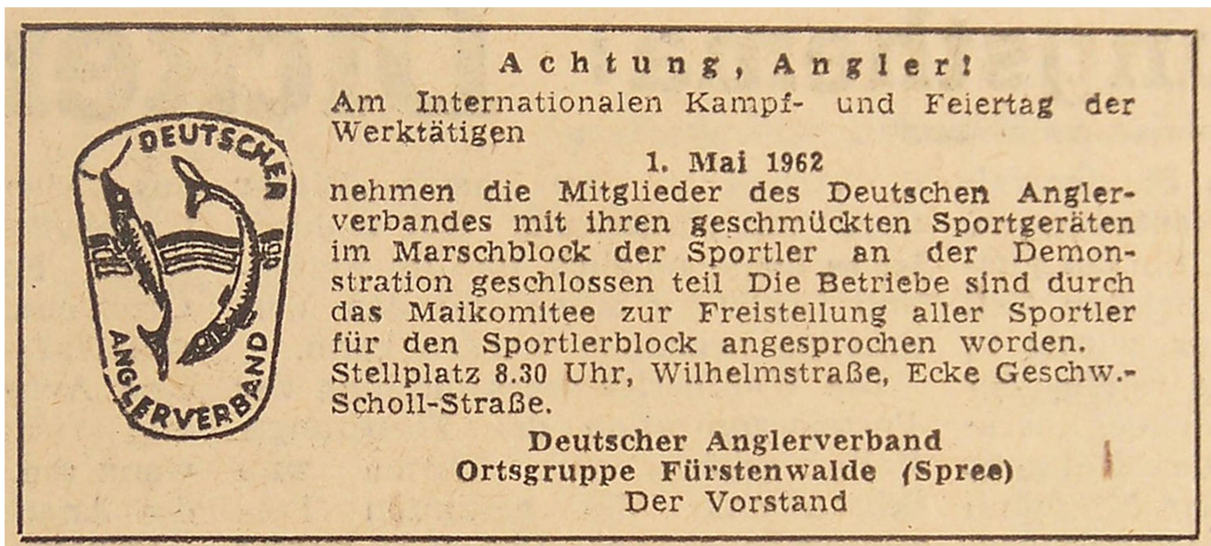 Achtung, Angler!
Am Internationalen Kampf- und Feiertag der
Werktätigen
1. Mai 1962
nehmen die Mitglieder des Deutschen Angler-
verbandes mit ihren geschmückten Sportgeräten
im Marschblock der Sportler an der Demon-
stration geschlossen teil Die Betriebe sind durch
das Maikomitee zur Freistellung aller Sportler
für den Sportlerblock angesprochen worden.
Stellplatz 8.30 Uhr, Wilhelmstraße, Ecke Geschw.-
Scholl-Straße.
Deutscher Anglerverband
Ortsgruppe Fürstenwalde (Spree)
Der Vorstand
DEUTSCHER
ANGLERVERBAND